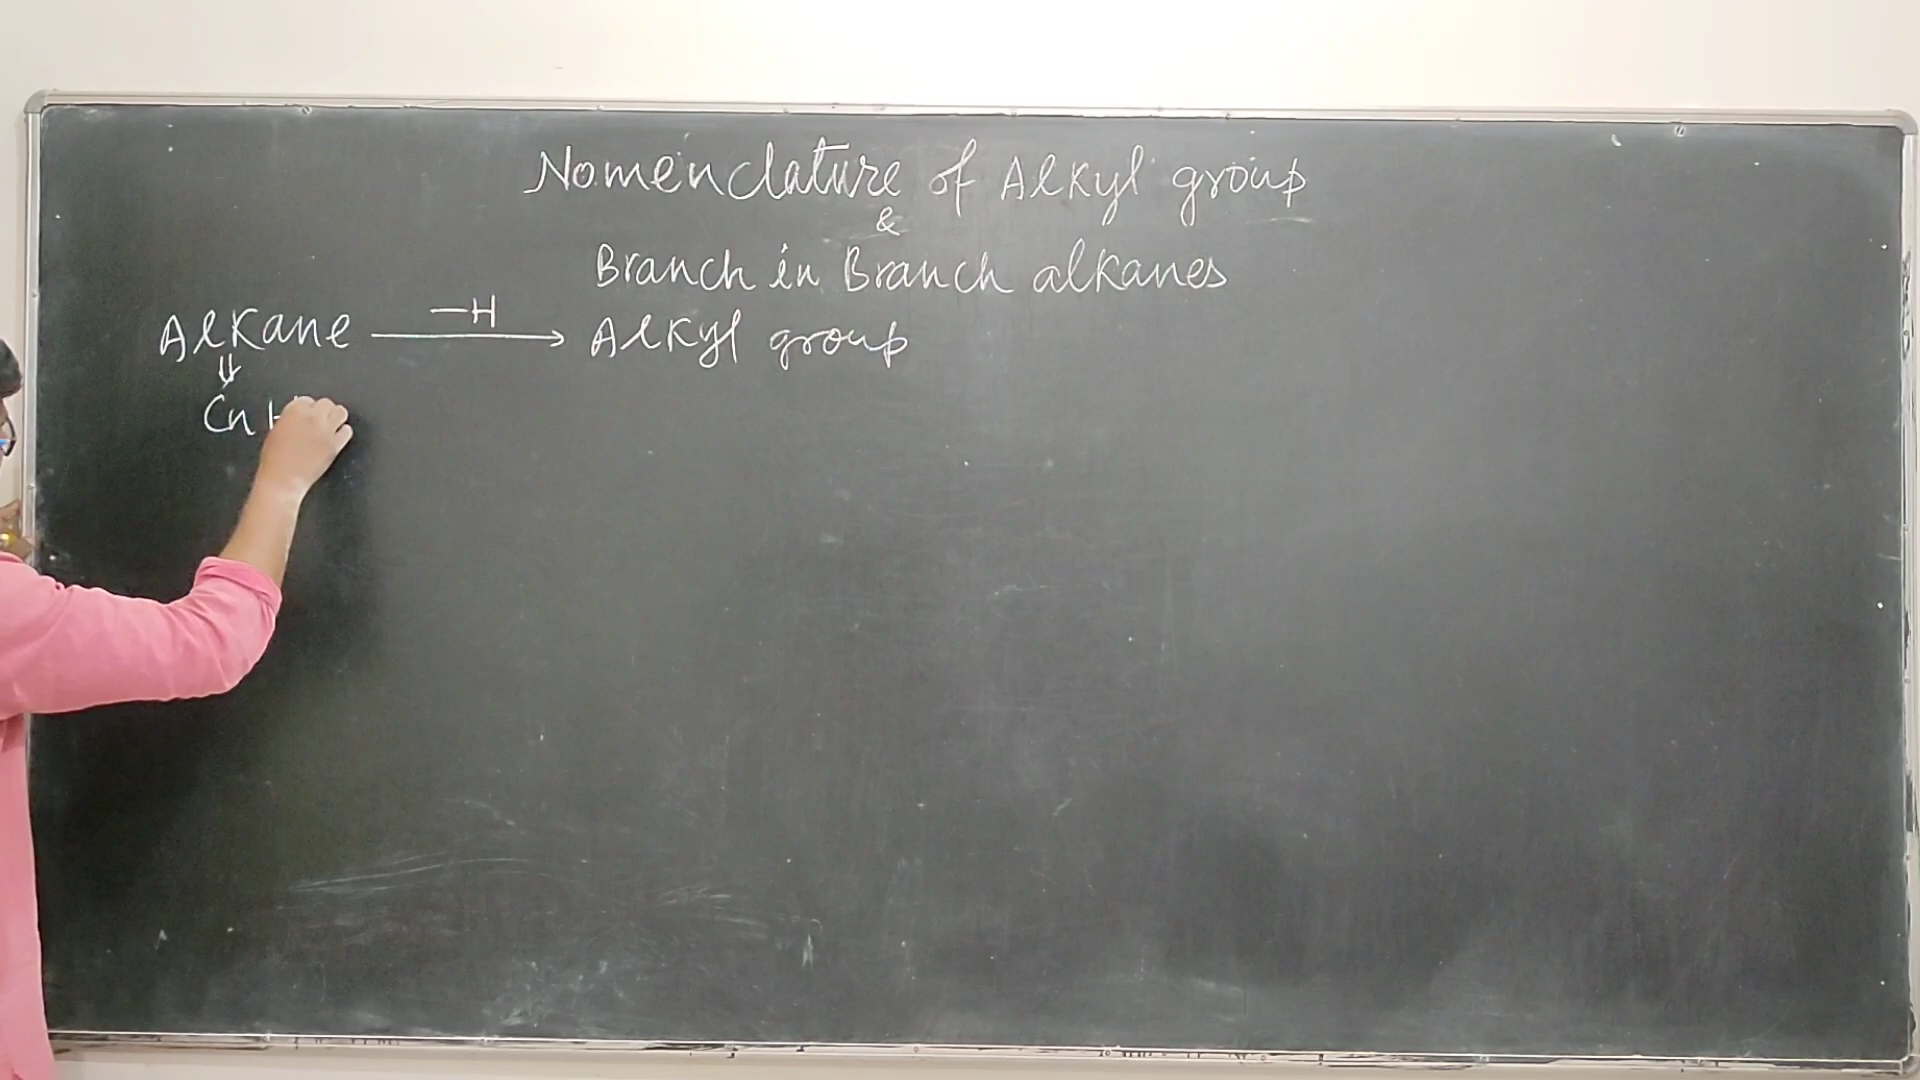 Nomenclature of Alkyl group
&
Branch in Branch alkanes
Alkane —H → Alkyl group
⇓
Cn H